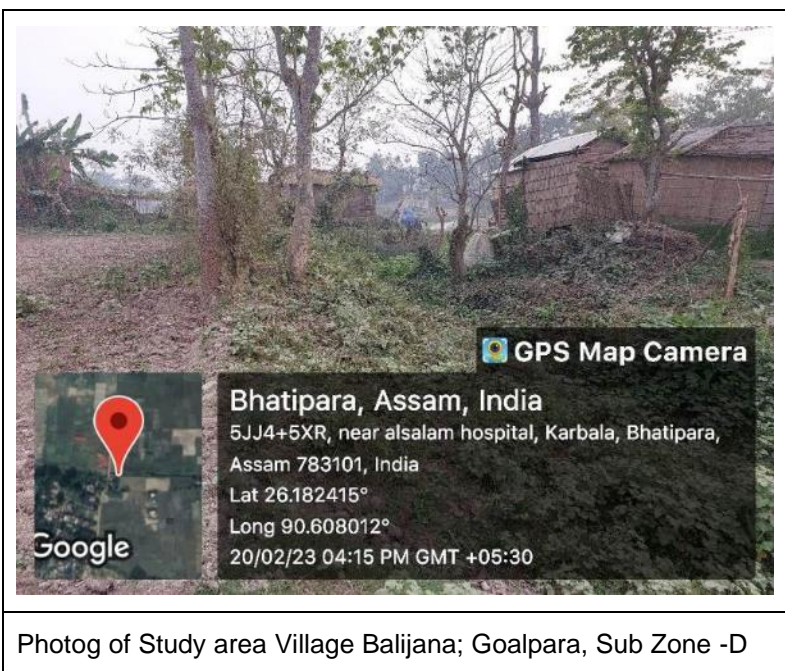 GPS Map Camera
Bhatipara, Assam, India
5JJ4+5XR, near alsalam hospital, Karbala, Bhatipara,
Assam 783101, India
Lat 26.182415°
Long 90.608012°
20/02/23 04:15 PM GMT +05:30
Google
Photog of Study area Village Balijana; Goalpara, Sub Zone -D